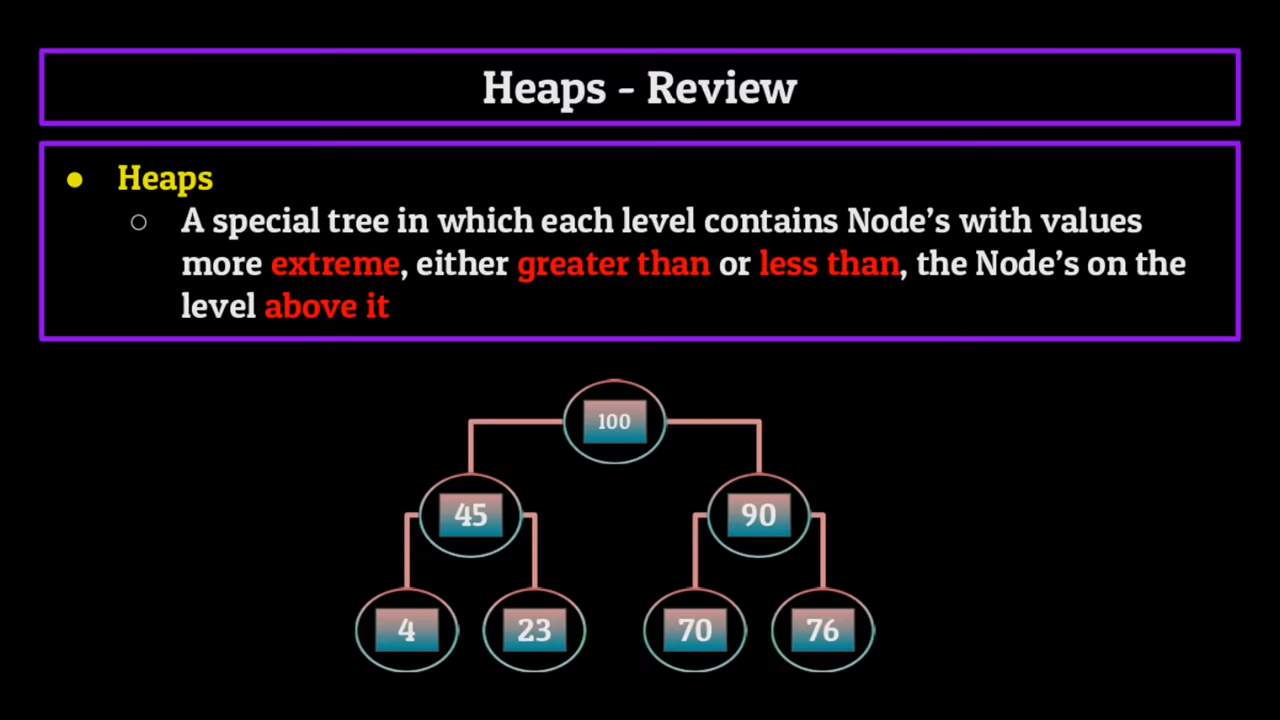 Heaps - Review
● Heaps
○ A special tree in which each level contains Node's with values
more extreme, either greater than or less than, the Node's on the
level above it
100
45 90
4 23 70 76